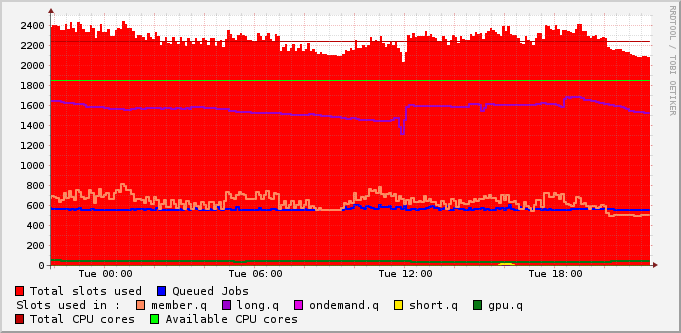 RRDTOOL / TOBI OETIKER
2400
2200
2000
1800
1600
1400
1200
1000
800
600
400
200
0
Tue 00:00 Tue 06:00 Tue 12:00 Tue 18:00
Total slots used Queued Jobs
Slots used in : member.q long.q ondemand.q short.q gpu.q
Total CPU cores Available CPU cores